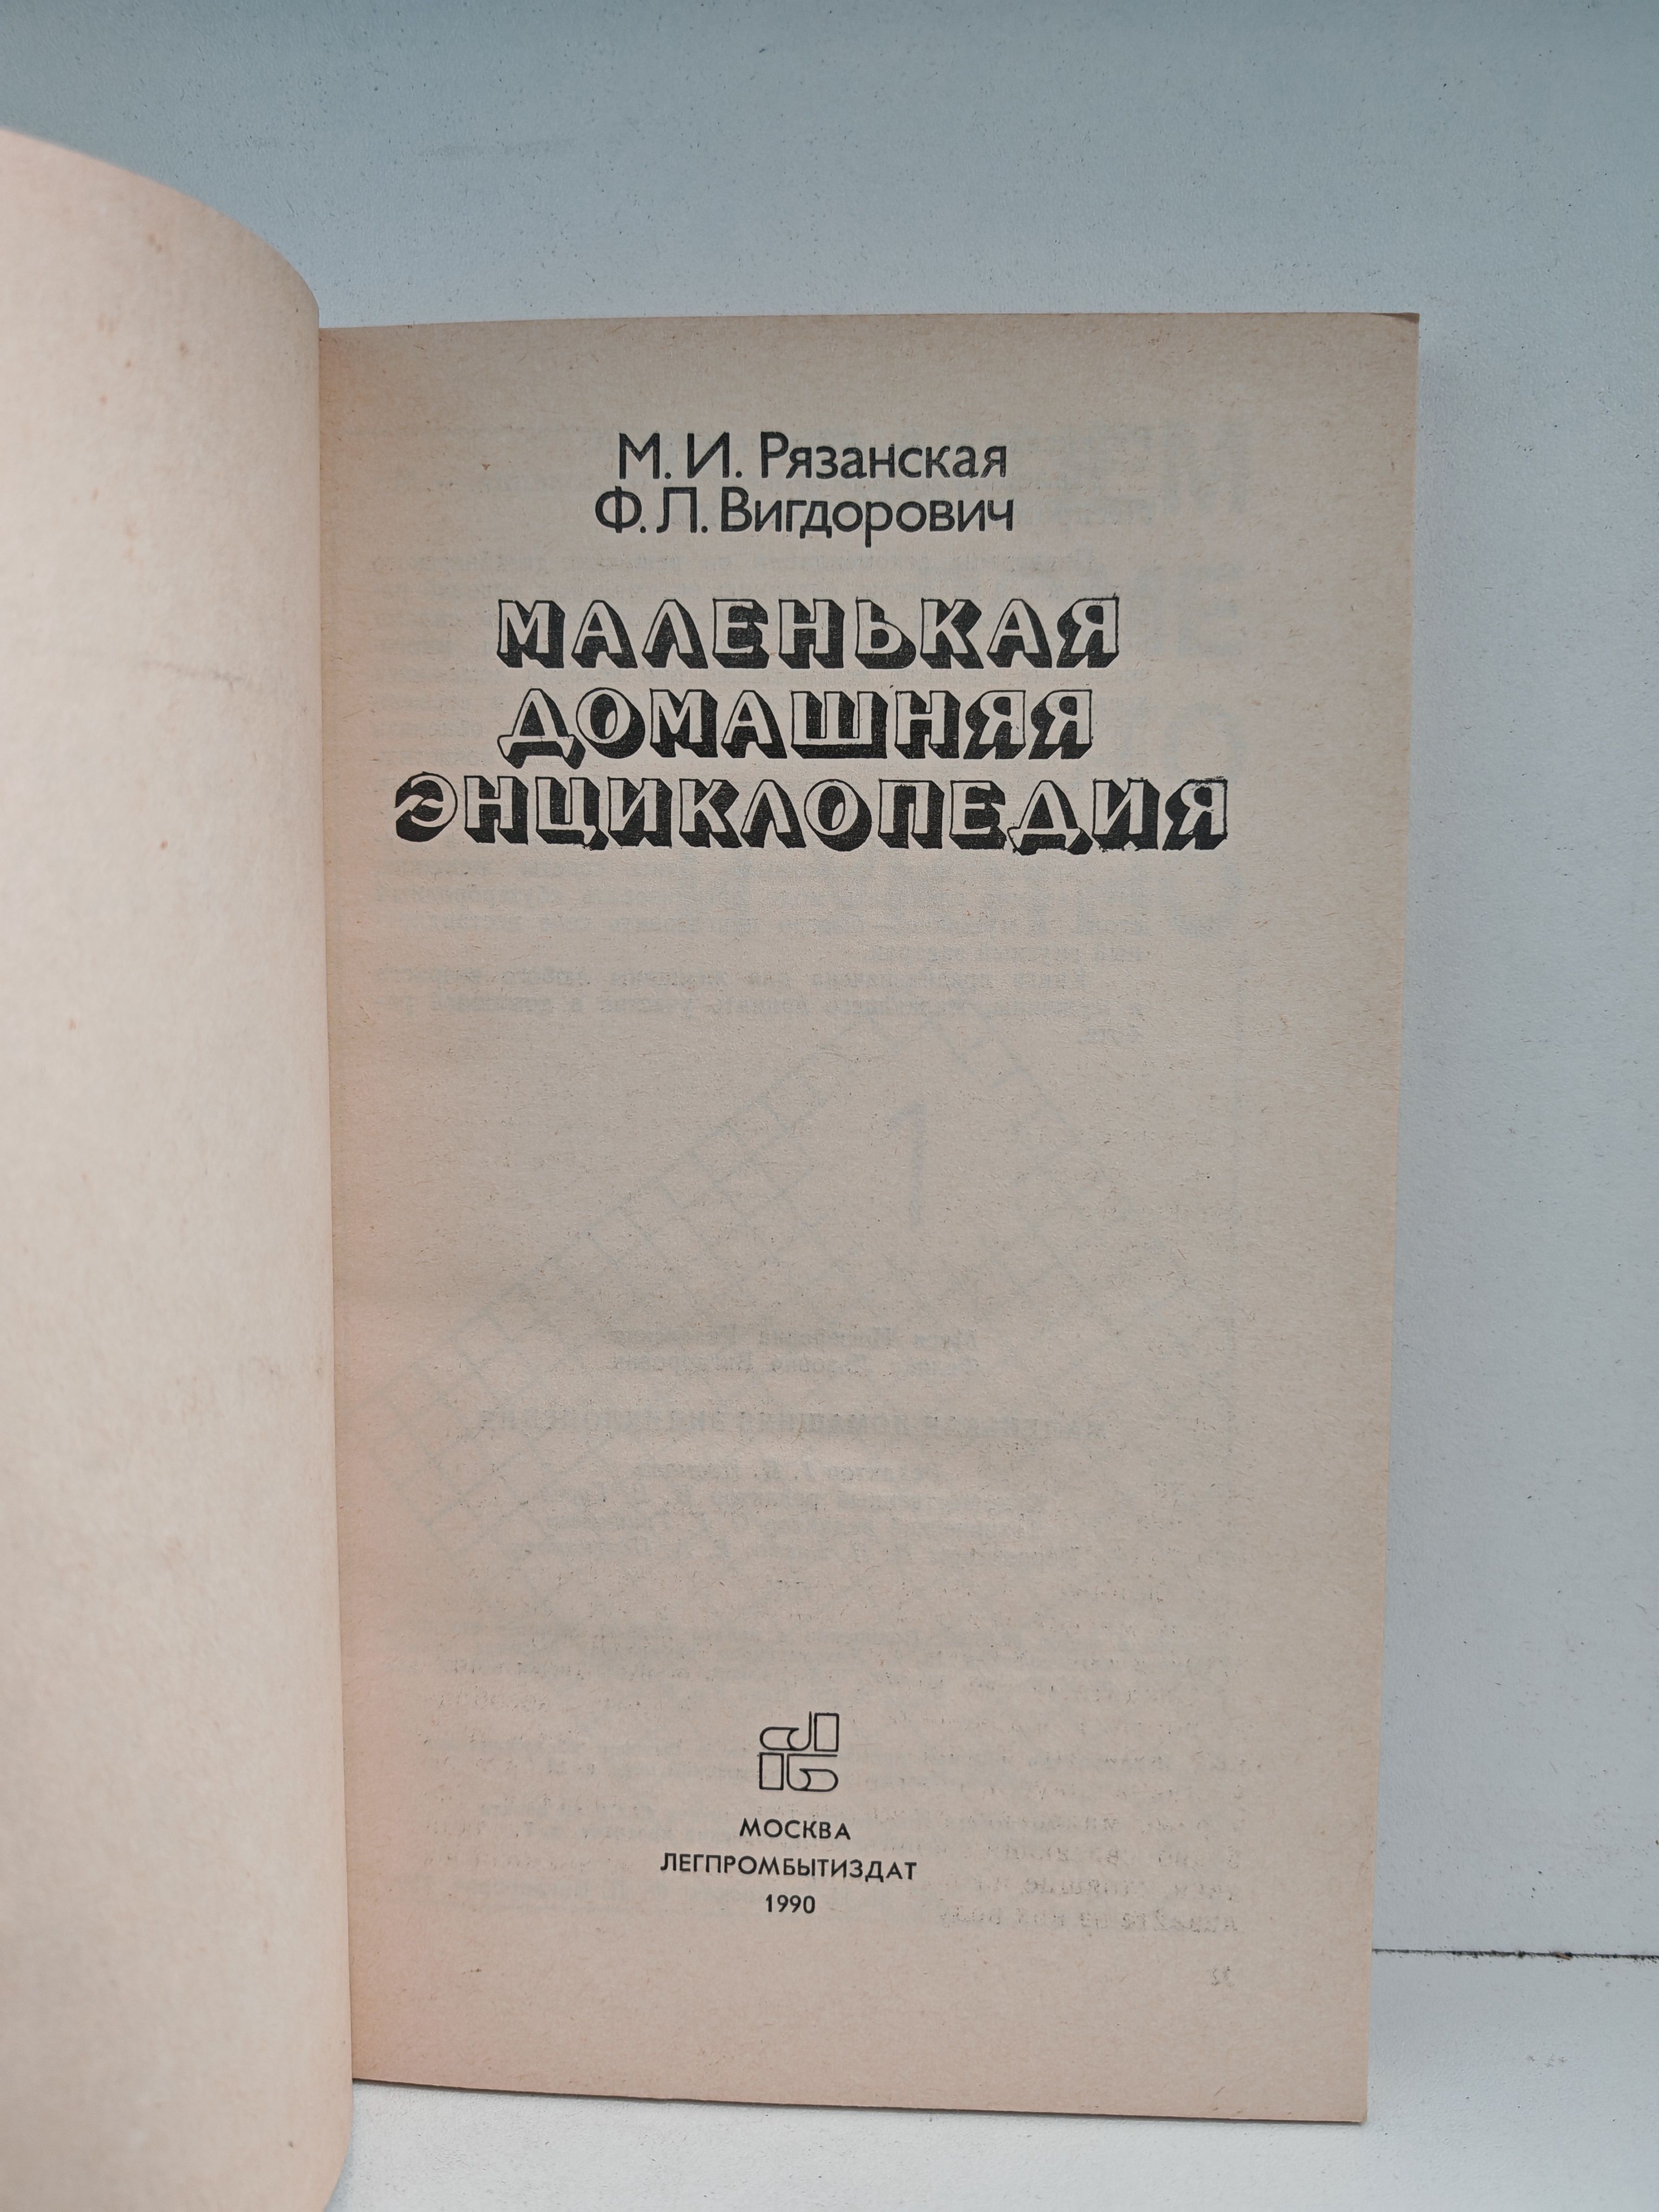 М. И. Рязанская
Ф. Л. Вигдорович
МАЛЕНЬКАЯ
ДОМАШНЯЯ
ЭНЦИКЛОПЕДИЯ
МОСКВА
ЛЕГПРОМБЫТИЗДАТ
1990